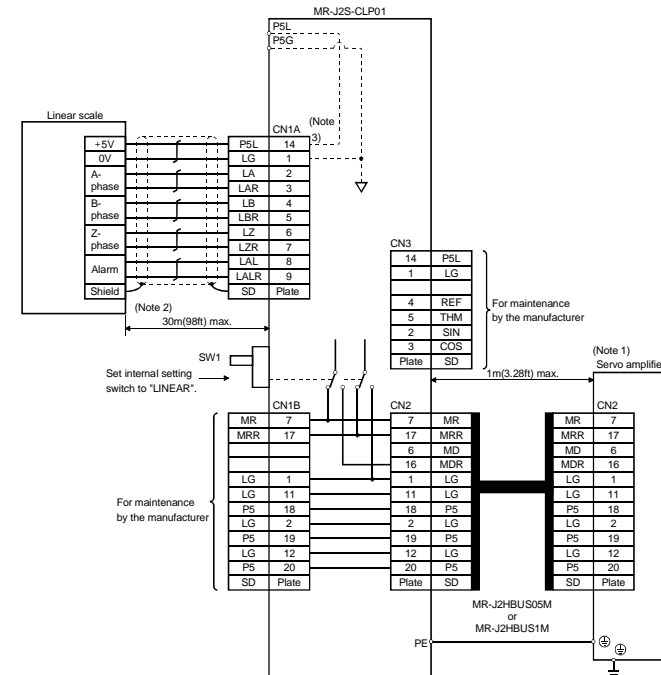 MR-J2S-CLP01
P5L
P5G
Linear scale
CN1A
(Note
3)
+5V P5L 14
0V LG 1
A-
phase
LA 2
LAR 3
B-
phase
LB 4
LBR 5
Z-
phase
LZ 6
LZR 7
Alarm
LAL 8
LALR 9
Shield SD Plate
(Note 2)
30m(98ft) max.
CN3
14 P5L
1 LG
4 REF
5 THM
2 SIN
3 COS
Plate SD
For maintenance
by the manufacturer
SW1
Set internal setting
switch to "LINEAR".
1m(3.28ft) max.
(Note 1)
Servo amplifie
CN1B
MR 7
MRR 17
LG 1
LG 11
P5 18
LG 2
P5 19
LG 12
P5 20
SD Plate
For maintenance
by the manufacturer
CN2
7 MR
17 MRR
6 MD
16 MDR
1 LG
11 LG
18 P5
2 LG
19 P5
12 LG
20 P5
Plate SD
CN2
MR 7
MRR 17
MD 6
MDR 16
LG 1
LG 11
P5 18
LG 2
P5 19
LG 12
P5 20
SD Plate
MR-J2HBUS05M
or
MR-J2HBUS1M
PE